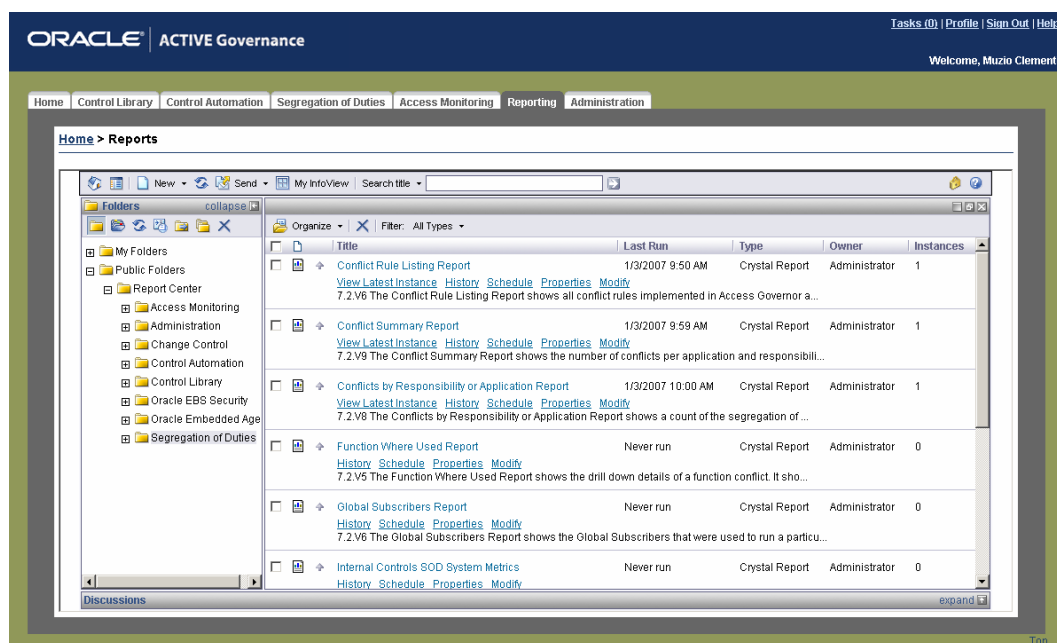 Tasks (0) | Profile | Sign Out | Help
ORACLE® | ACTIVE Governance
Welcome, Muzio Clement
Home Control Library Control Automation Segregation of Duties Access Monitoring Reporting Administration
Home > Reports
New Send My InfoView Search title
Folders collapse
Organize Filter: All Types
My Folders
Public Folders
Report Center
Access Monitoring
Administration
Change Control
Control Automation
Control Library
Oracle EBS Security
Oracle Embedded Age
Segregation of Duties
Title Last Run Type Owner Instances
Conflict Rule Listing Report 1/3/2007 9:50 AM Crystal Report Administrator 1
View Latest Instance History Schedule Properties Modify
7.2.V6 The Conflict Rule Listing Report shows all conflict rules implemented in Access Governor a...
Conflict Summary Report 1/3/2007 9:59 AM Crystal Report Administrator 1
View Latest Instance History Schedule Properties Modify
7.2.V9 The Conflict Summary Report shows the number of conflicts per application and responsibili...
Conflicts by Responsibility or Application Report 1/3/2007 10:00 AM Crystal Report Administrator 1
View Latest Instance History Schedule Properties Modify
7.2.V8 The Conflicts by Responsibility or Application Report shows a count of the segregation of ...
Function Where Used Report Never run Crystal Report Administrator 0
History Schedule Properties Modify
7.2.V5 The Function Where Used Report shows the drill down details of a function conflict. It sho...
Global Subscribers Report Never run Crystal Report Administrator 0
History Schedule Properties Modify
7.2.V6 The Global Subscribers Report shows the Global Subscribers that were used to run a particu...
Internal Controls SOD System Metrics Never run Crystal Report Administrator 0
History Schedule Properties Modify
Discussions expand
Top